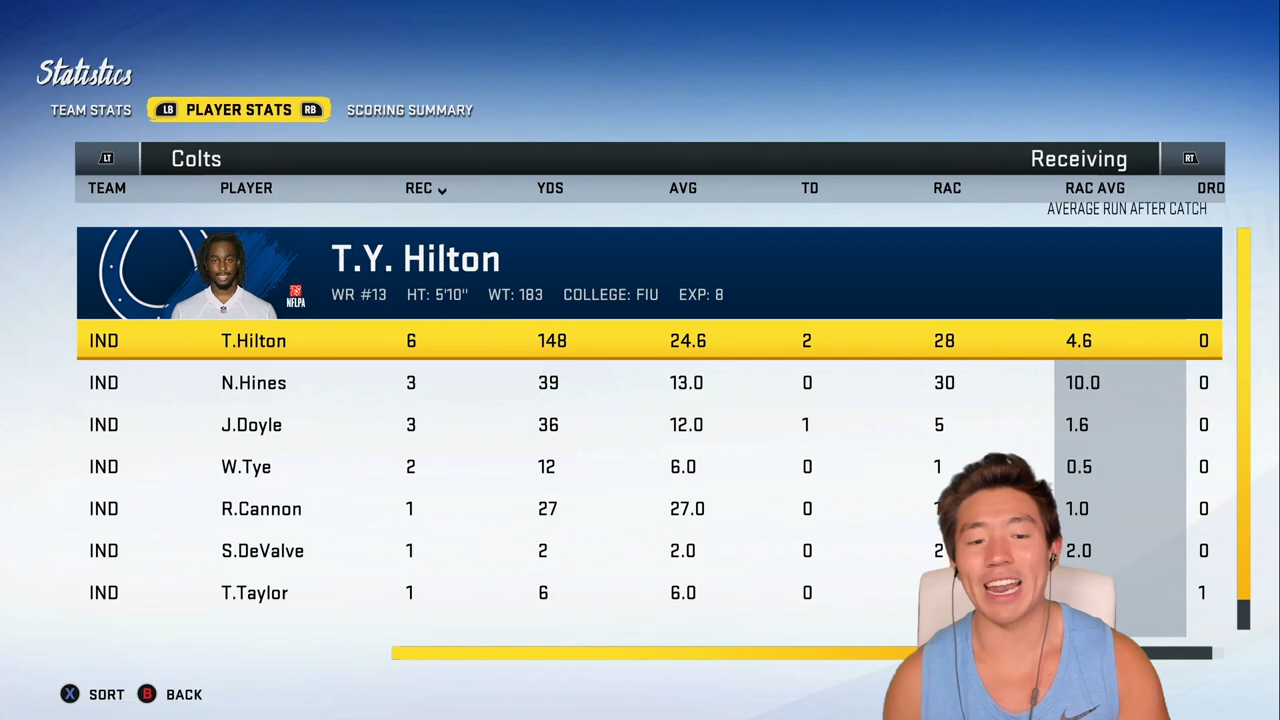 Statistics
TEAM STATS LB PLAYER STATS RB SCORING SUMMARY
LT Colts Receiving RT
TEAM PLAYER REC YDS AVG TD RAC RAC AVG DRO
AVERAGE RUN AFTER CATCH
T.Y. Hilton
NFLPA
WR #13 HT: 5'10" WT: 183 COLLEGE: FIU EXP: 8
IND T.Hilton 6 148 24.6 2 28 4.6 0
IND N.Hines 3 39 13.0 0 30 10.0 0
IND J.Doyle 3 36 12.0 1 5 1.6 0
IND W.Tye 2 12 6.0 0 1 0.5 0
IND R.Cannon 1 27 27.0 0 1.0 0
IND S.DeValve 1 2 2.0 0 2 2.0 0
IND T.Taylor 1 6 6.0 0 1
X SORT B BACK